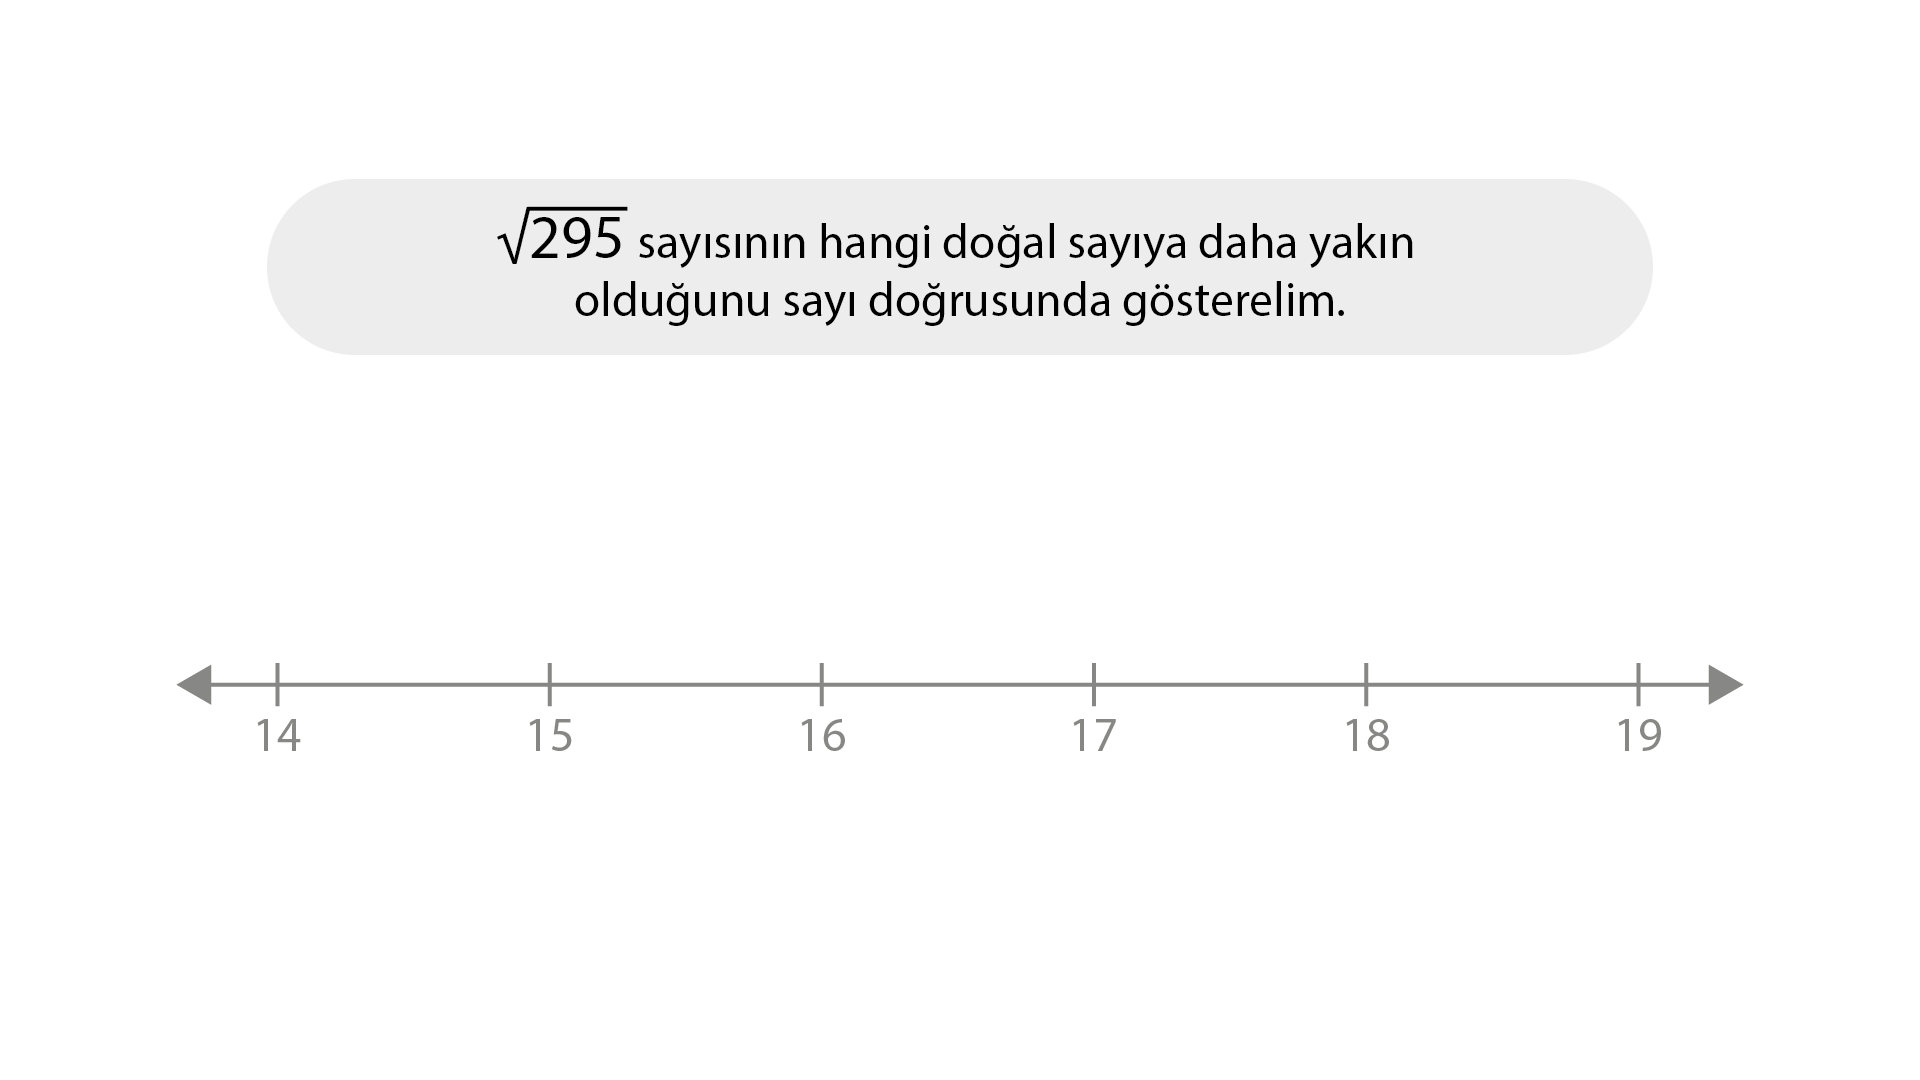 √295 sayısının hangi doğal sayıya daha yakın
olduğunu sayı doğrusunda gösterelim.
14 15 16 17 18 19